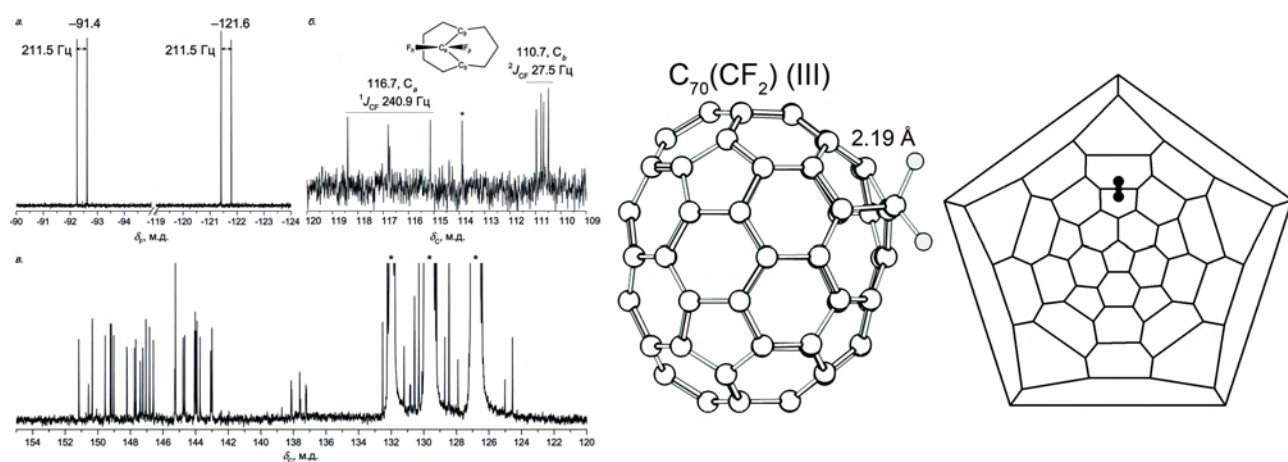 а.
–91.4
–121.6
211.5 Гц
211.5 Гц
-90 -91 -92 -93 -94 -119 -120 -121 -122 -123 -124
δF, м.д.
б.
Fα Cα Fβ
Cb
Cb
116.7, Ca
¹JCF 240.9 Гц
*
110.7, Cb
²JCF 27.5 Гц
120 119 118 117 116 115 114 113 112 111 110 109
δC, м.д.
в.
* * *
154 152 150 148 146 144 142 140 138 136 134 132 130 128 126 124 122 120
δC, м.д.
C70(CF2) (III)
2.19 Å